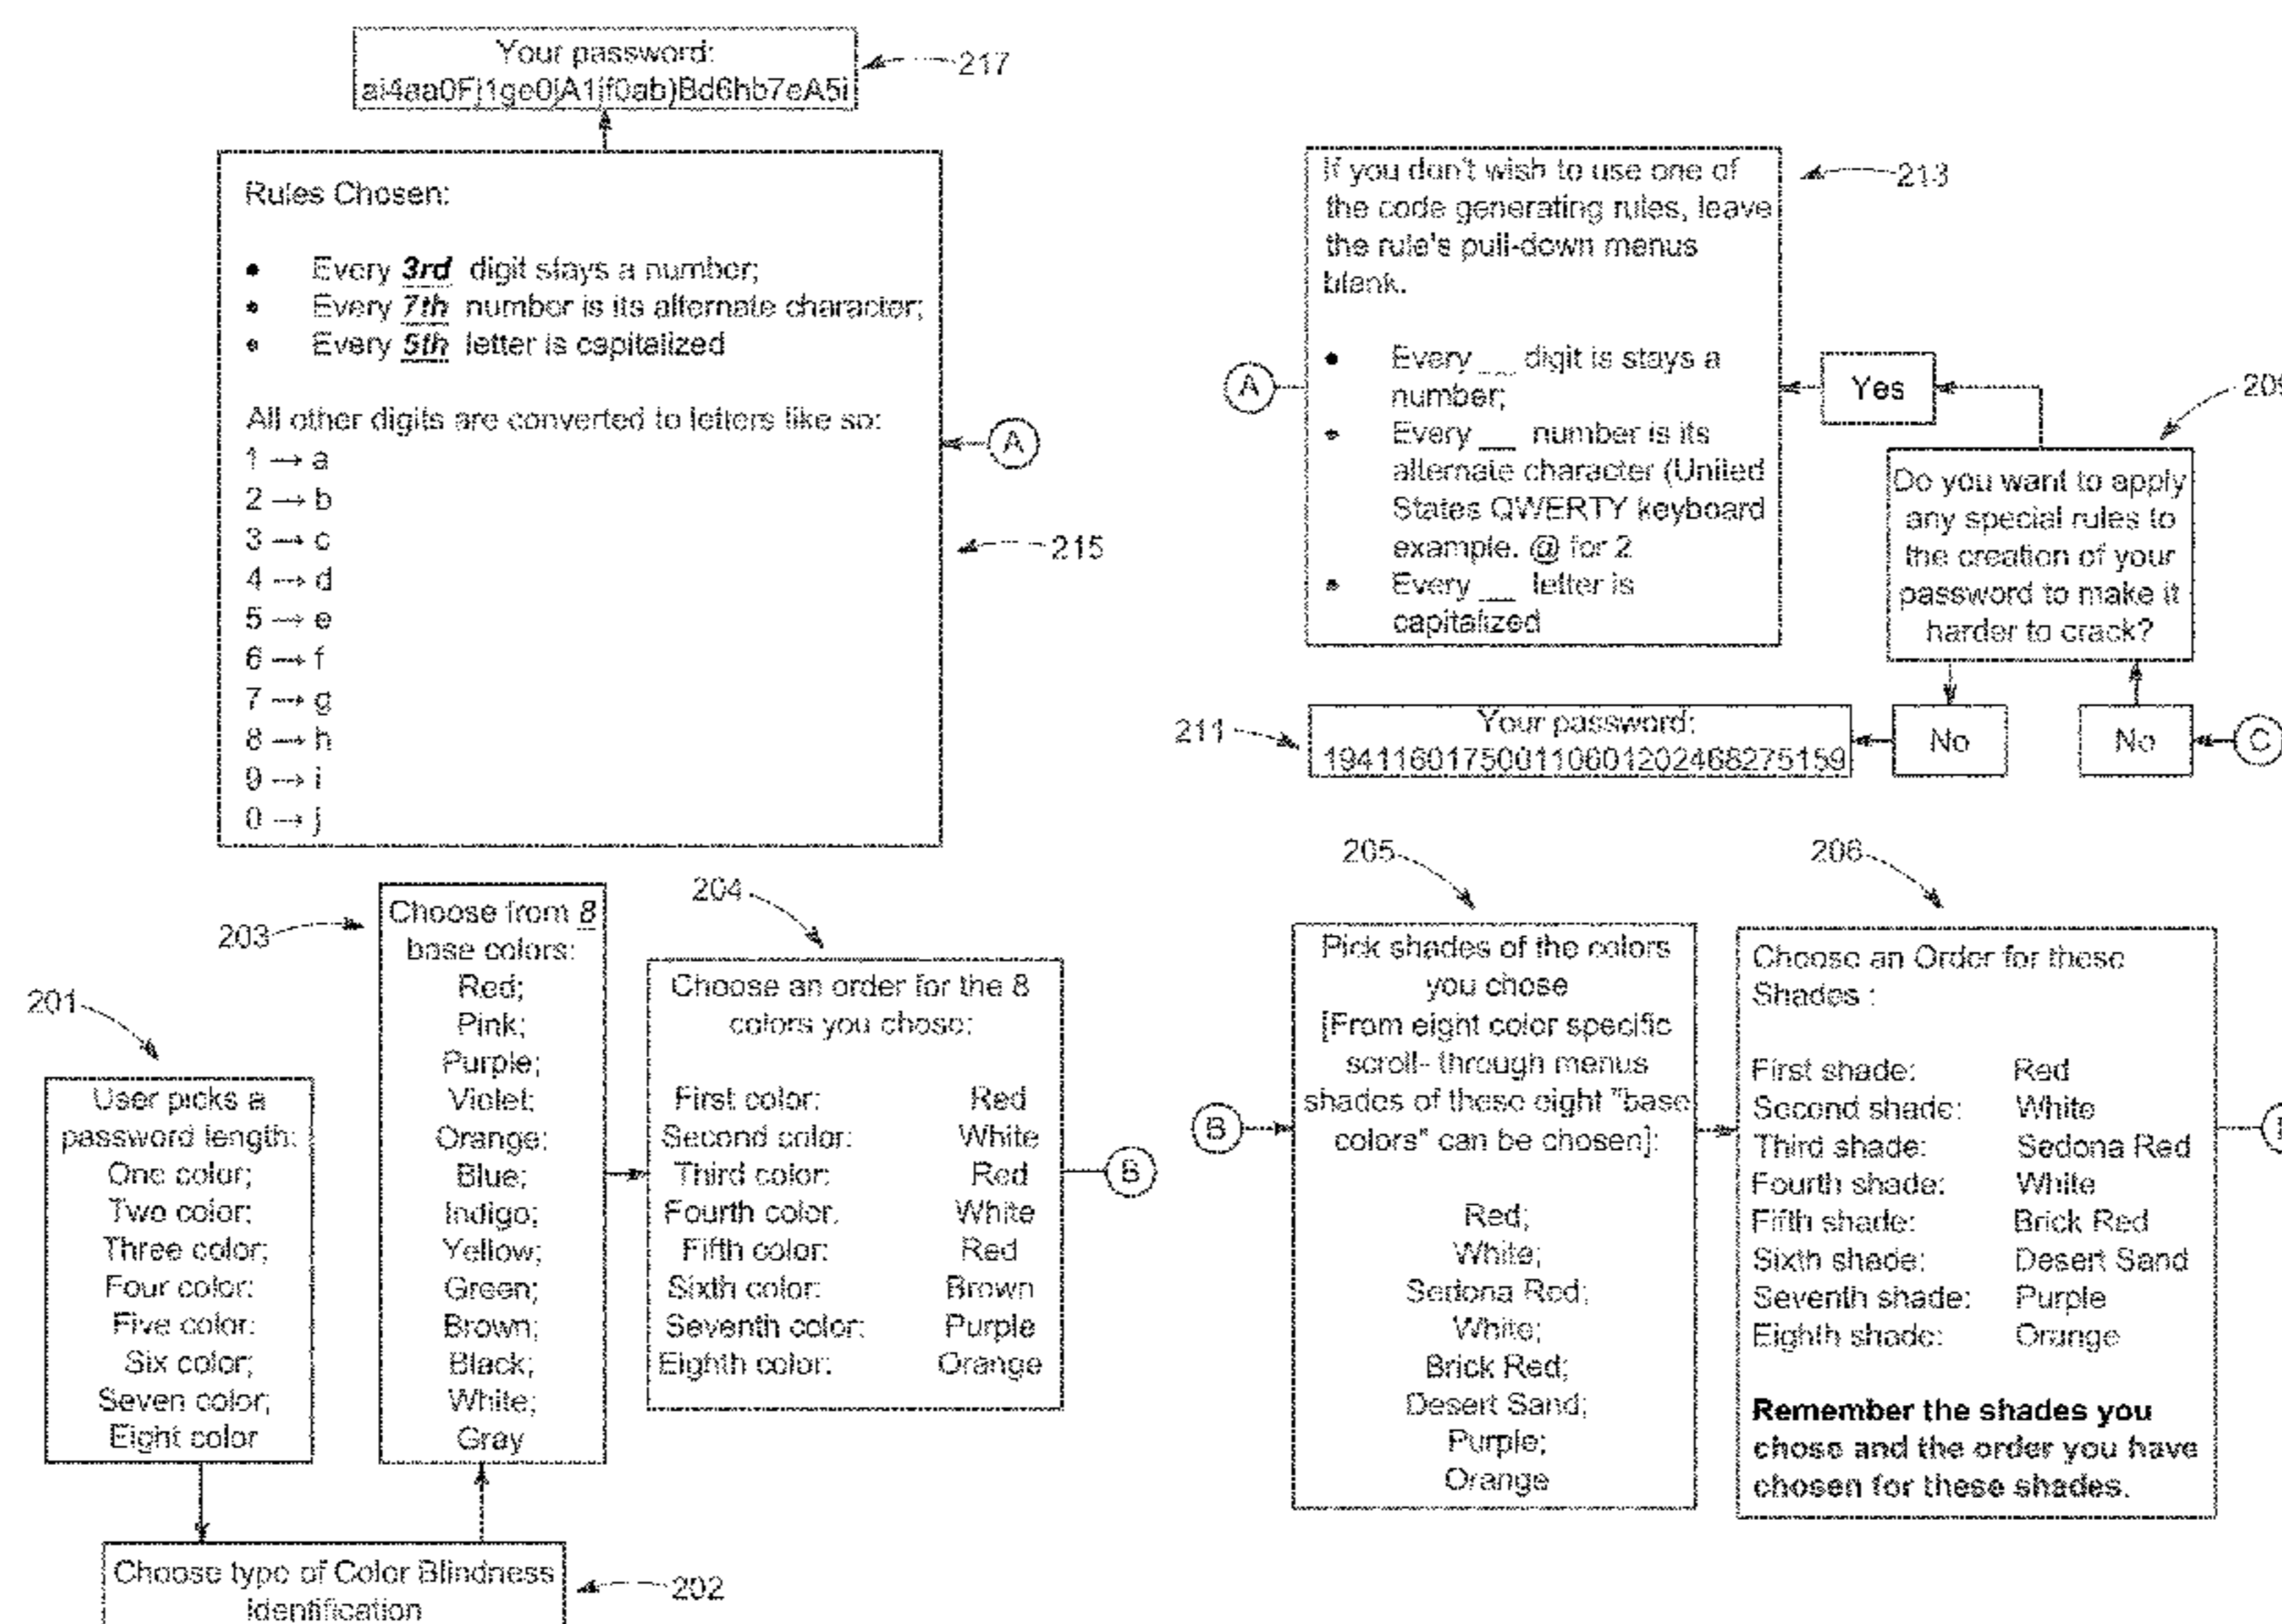 Your password:
ai4aa0Fj1ge0jA1jf0ab)Bd6hb7eA5i
217
Rules Chosen:
• Every 3rd digit stays a number;
• Every 7th number is its alternate character;
• Every 5th letter is capitalized
All other digits are converted to letters like so:
1 → a
2 → b
3 → c
4 → d
5 → e
6 → f
7 → g
8 → h
9 → i
0 → j
A
215
If you don't wish to use one of
the code generating rules, leave
the rule's pull-down menus
blank.
• Every __ digit is stays a
number;
• Every __ number is its
alternate character (United
States QWERTY keyboard
example. @ for 2
• Every __ letter is
capitalized
213
A
Yes
209
Do you want to apply
any special rules to
the creation of your
password to make it
harder to crack?
211
Your password:
194116017500110601202468275159
No
No
C
201
User picks a
password length:
One color;
Two color;
Three color;
Four color;
Five color;
Six color;
Seven color;
Eight color
Choose type of Color Blindness
Identification
202
203
Choose from 8
base colors:
Red;
Pink;
Purple;
Violet;
Orange;
Blue;
Indigo;
Yellow;
Green;
Brown;
Black;
White;
Gray
204
Choose an order for the 8
colors you chose:
First color: Red
Second color: White
Third color: Red
Fourth color: White
Fifth color: Red
Sixth color: Brown
Seventh color: Purple
Eighth color: Orange
B
B
205
Pick shades of the colors
you chose
[From eight color specific
scroll- through menus
shades of these eight "base
colors" can be chosen]:
Red;
White;
Sedona Red;
White;
Brick Red;
Desert Sand;
Purple;
Orange
206
Choose an Order for these
Shades :
First shade: Red
Second shade: White
Third shade: Sedona Red
Fourth shade: White
Fifth shade: Brick Red
Sixth shade: Desert Sand
Seventh shade: Purple
Eighth shade: Orange
Remember the shades you
chose and the order you have
chosen for these shades.